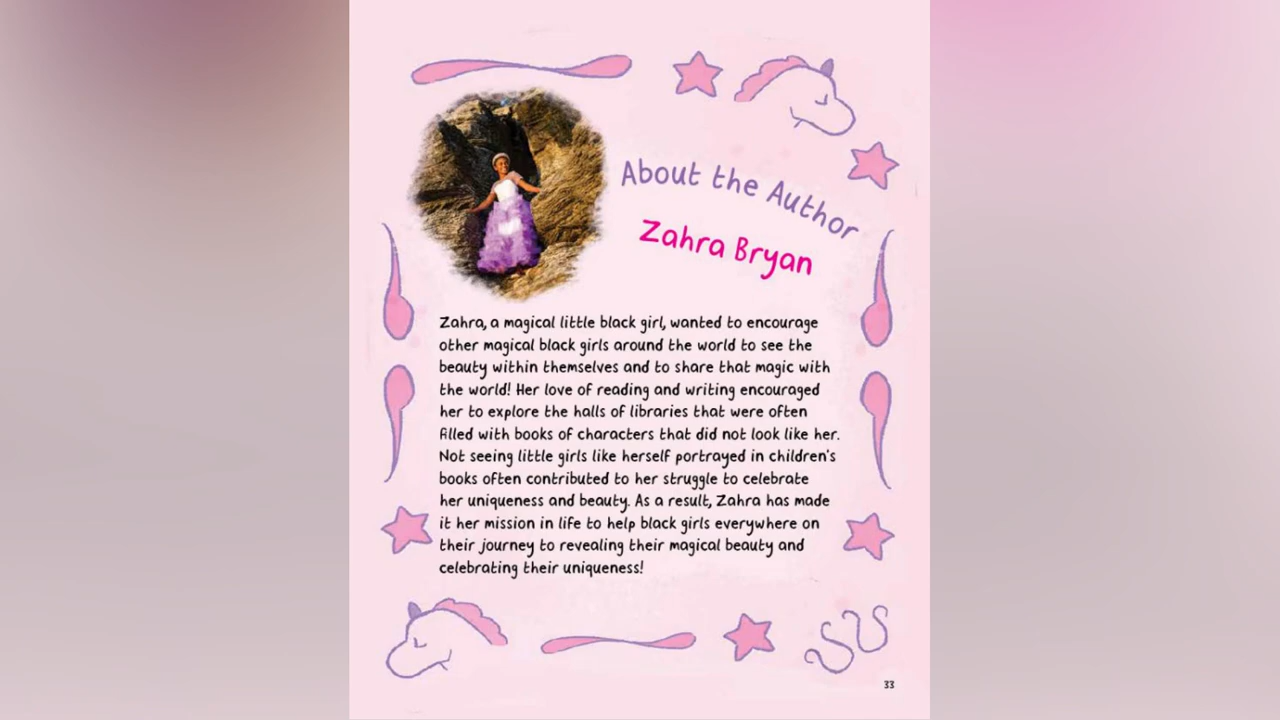 About the Author
Zahra Bryan
Zahra, a magical little black girl, wanted to encourage
other magical black girls around the world to see the
beauty within themselves and to share that magic with
the world! Her love of reading and writing encouraged
her to explore the halls of libraries that were often
filled with books of characters that did not look like her.
Not seeing little girls like herself portrayed in children's
books often contributed to her struggle to celebrate
her uniqueness and beauty. As a result, Zahra has made
it her mission in life to help black girls everywhere on
their journey to revealing their magical beauty and
celebrating their uniqueness!
33